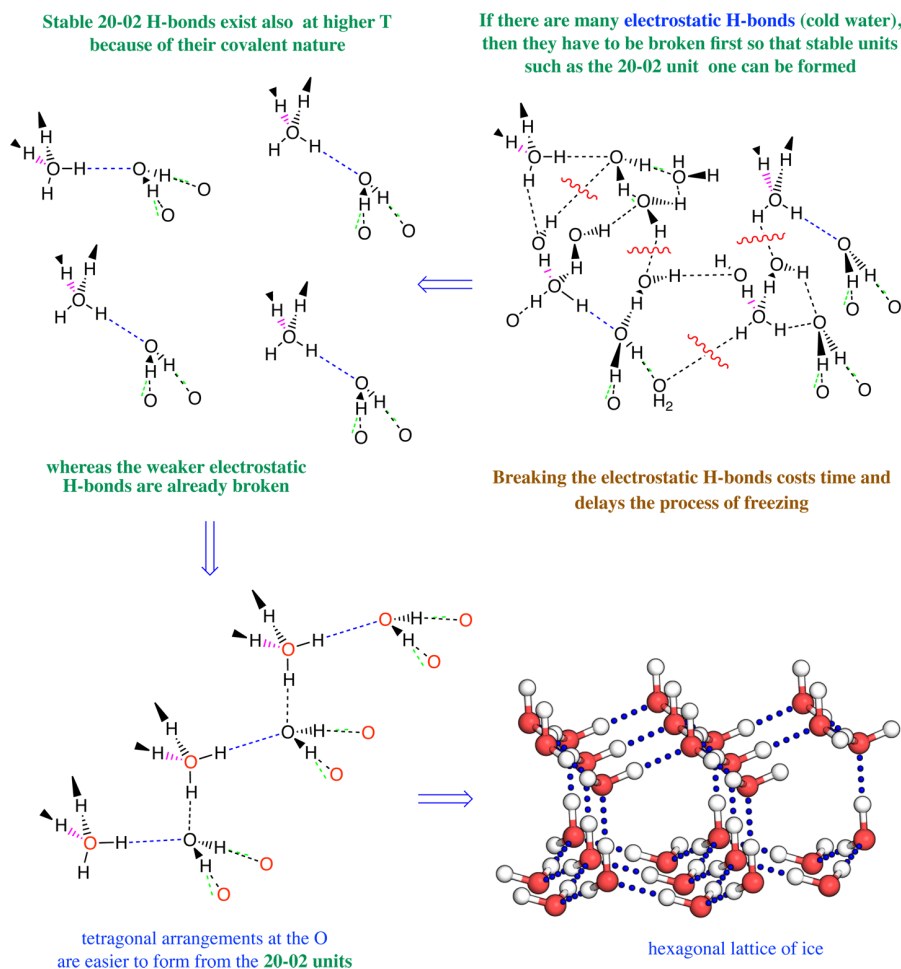 Stable 20-02 H-bonds exist also at higher T
because of their covalent nature
If there are many electrostatic H-bonds (cold water),
then they have to be broken first so that stable units
such as the 20-02 unit one can be formed
H
H
H
O
H
H
O
H
H
O
O
H
H
O
H
H
O
H
H
O
O
H
H
O
H
H
O
H
H
O
O
H
H
O
H
H
O
H
H
O
O
H
H
O
H
H
O
H
H
O
H
H
H
O
H
H
O
H
O
H
O
H
H
O
H
H
O
H
H
O
H
O
H
H
O
H
H
O
H
H
O
O
H
H
O
H
H
O
H
H
O
O
H2
O
H
H
O
H
H
O
O
whereas the weaker electrostatic
H-bonds are already broken
Breaking the electrostatic H-bonds costs time and
delays the process of freezing
H
H
O
H
H
O
H
H
O
O
H
H
O
H
H
O
H
H
O
O
H
H
O
H
H
O
H
H
O
O
tetragonal arrangements at the O
are easier to form from the 20-02 units
hexagonal lattice of ice